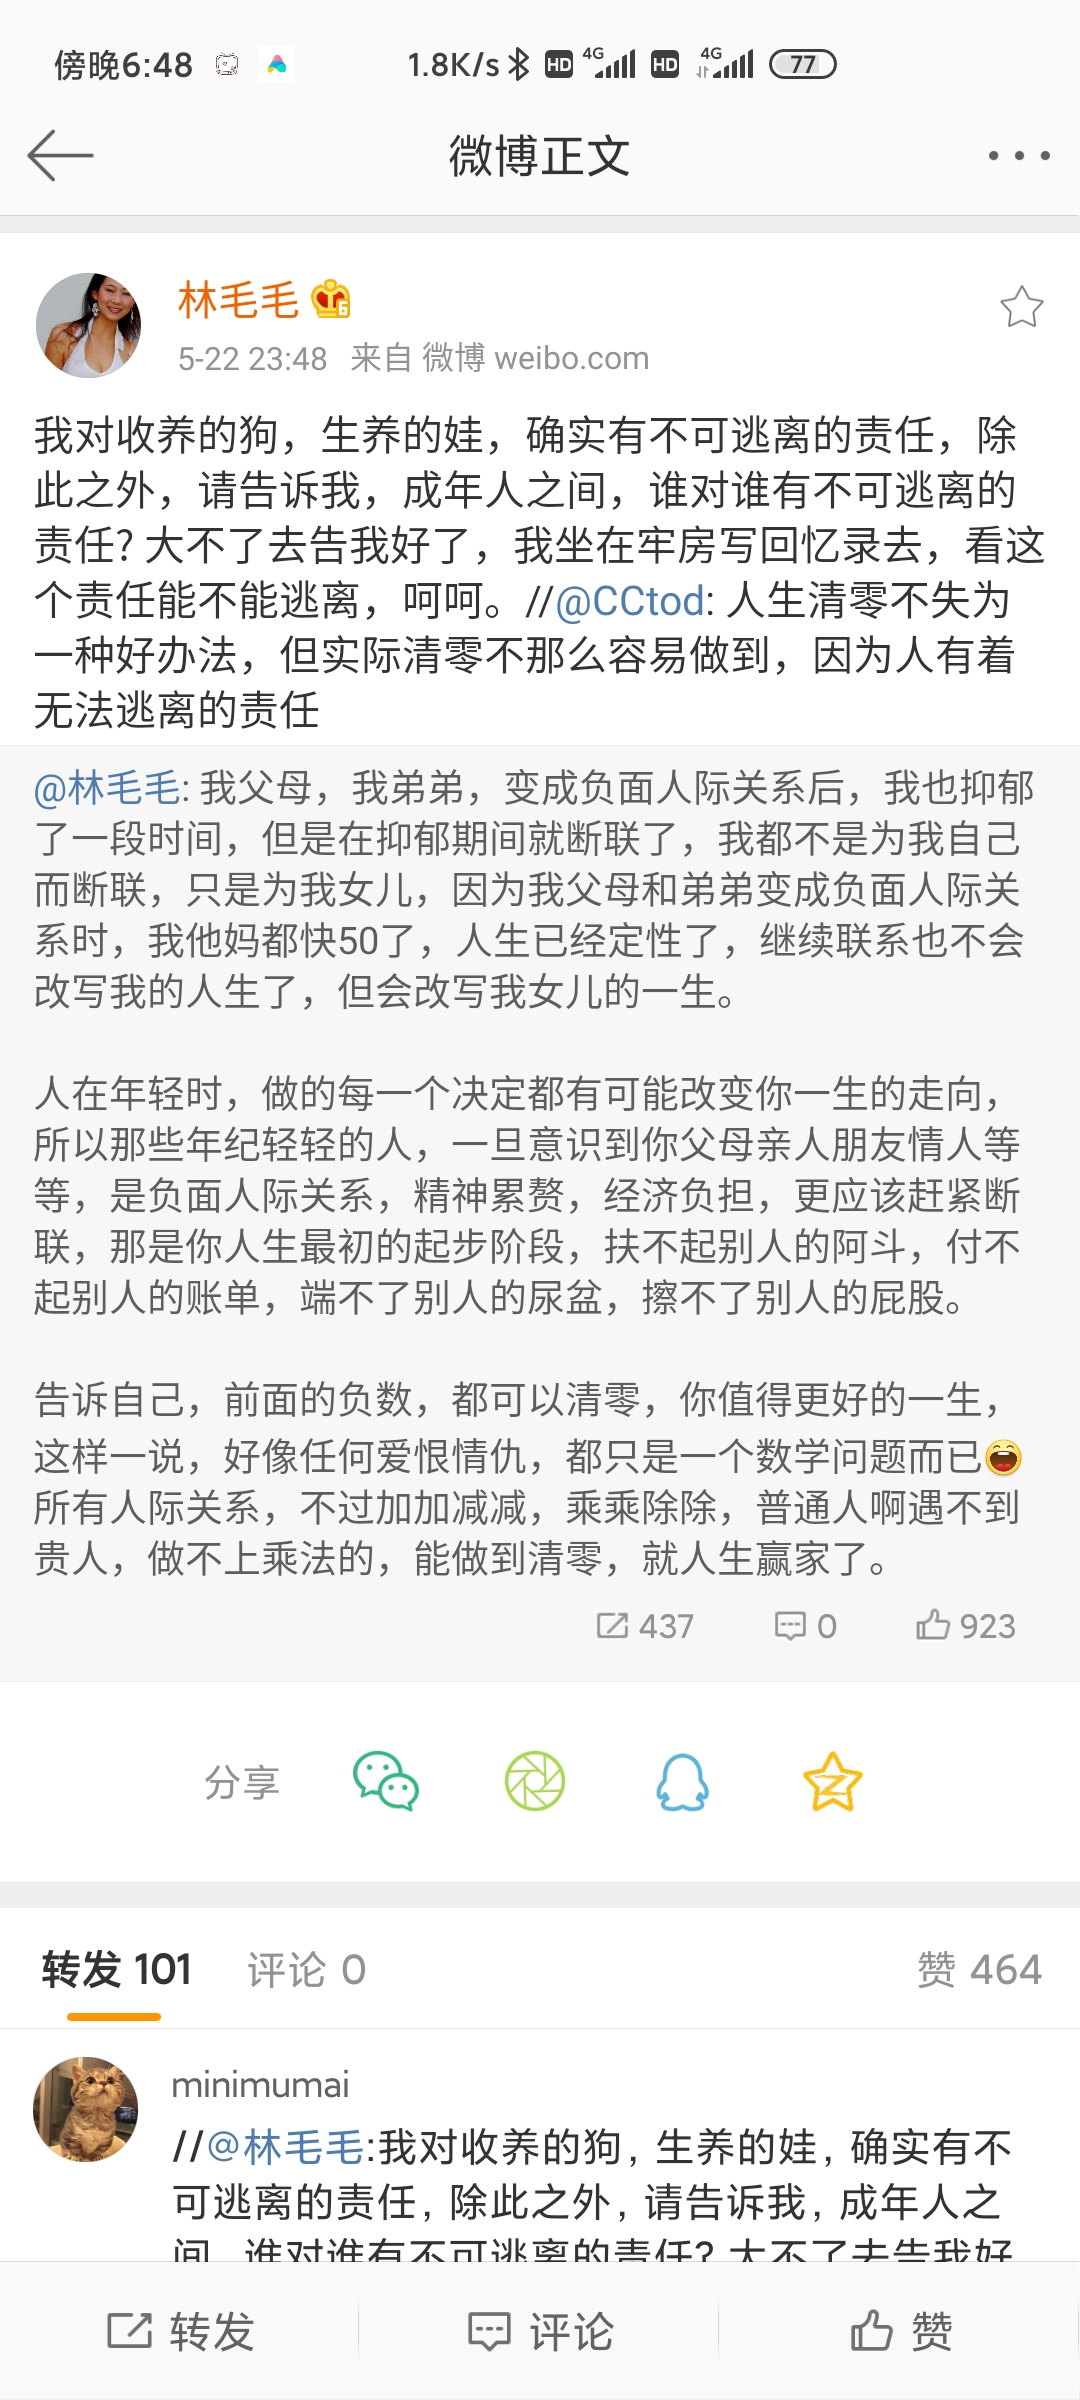 傍晚6:48 1.8K/s HD 4G HD 4G 77
微博正文
林毛毛
5-22 23:48 来自 微博 weibo.com
我对收养的狗，生养的娃，确实有不可逃离的责任，除
此之外，请告诉我，成年人之间，谁对谁有不可逃离的
责任? 大不了去告我好了，我坐在牢房写回忆录去，看这
个责任能不能逃离，呵呵。//@CCtod: 人生清零不失为
一种好办法，但实际清零不那么容易做到，因为人有着
无法逃离的责任
@林毛毛: 我父母，我弟弟，变成负面人际关系后，我也抑郁
了一段时间，但是在抑郁期间就断联了，我都不是为我自己
而断联，只是为我女儿，因为我父母和弟弟变成负面人际关
系时，我他妈都快50了，人生已经定性了，继续联系也不会
改写我的人生了，但会改写我女儿的一生。
人在年轻时，做的每一个决定都有可能改变你一生的走向，
所以那些年纪轻轻的人，一旦意识到你父母亲人朋友情人等
等，是负面人际关系，精神累赘，经济负担，更应该赶紧断
联，那是你人生最初的起步阶段，扶不起别人的阿斗，付不
起别人的账单，端不了别人的尿盆，擦不了别人的屁股。
告诉自己，前面的负数，都可以清零，你值得更好的一生，
这样一说，好像任何爱恨情仇，都只是一个数学问题而已
所有人际关系，不过加加减减，乘乘除除，普通人啊遇不到
贵人，做不上乘法的，能做到清零，就人生赢家了。
437 0 923
分享
转发 101 评论 0 赞 464
minimumai
//@林毛毛:我对收养的狗，生养的娃，确实有不
可逃离的责任，除此之外，请告诉我，成年人之
间，谁对谁有不可逃离的责任? 大不了去告我好
转发 评论 赞